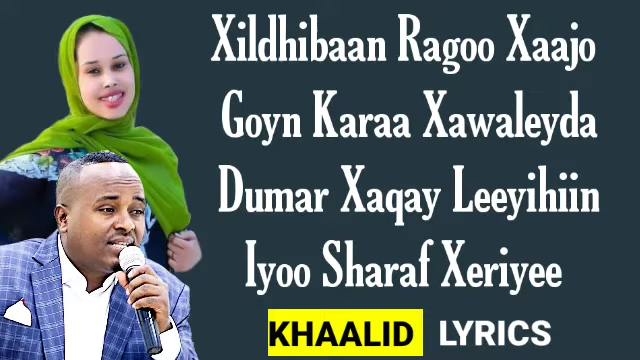 Xildhibaan Ragoo Xaajo
Goyn Karaa Xawaleyda
Dumar Xaqay Leeyihiin
Iyoo Sharaf Xeriyee
KHAALID LYRICS